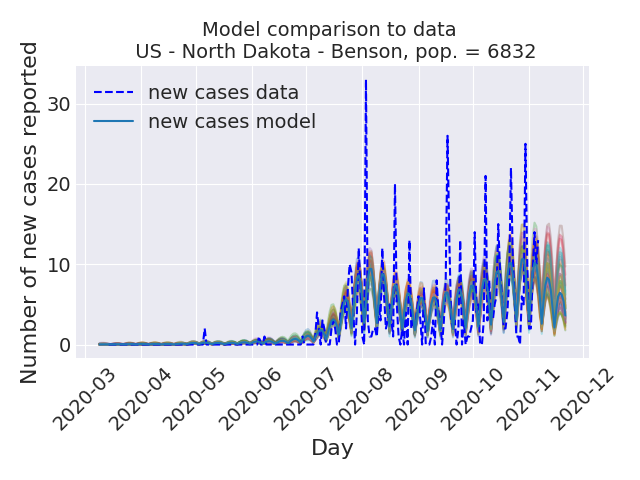 Model comparison to data
US - North Dakota - Benson, pop. = 6832
Number of new cases reported
30
20
10
0
new cases data
new cases model
2020-03
2020-04
2020-05
2020-06
2020-07
2020-08
2020-09
2020-10
2020-11
2020-12
Day